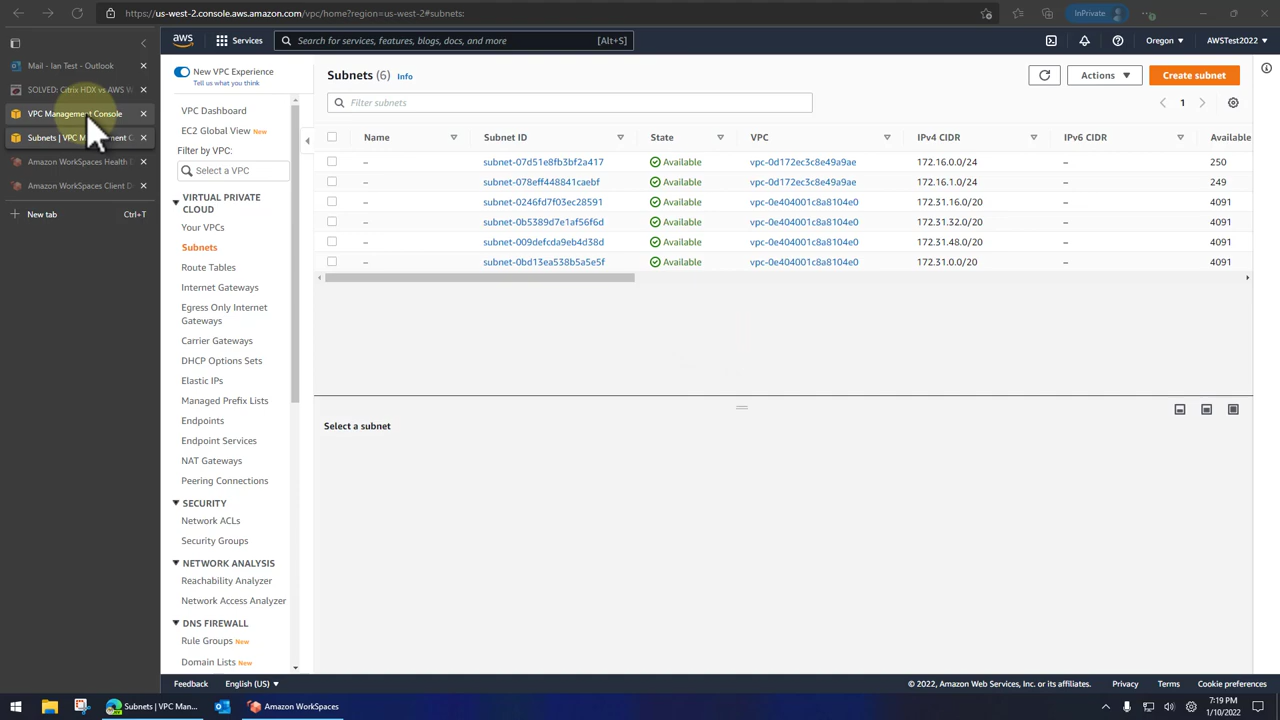 https://us-west-2.console.aws.amazon.com/vpc/home?region=us-west-2#subnets:
InPrivate (2)
Mail - Ian Test - Outlook
SOLVED: Citrix HDX vs AWS W
VPC Management Console
Subnets | VPC Management C
Amazon WorkSpaces Health D
Amazon WorkSpaces Client D
New tab
Ctrl+T
aws
Services
Search for services, features, blogs, docs, and more
[Alt+S]
Oregon
AWSTest2022
New VPC Experience
Tell us what you think
VPC Dashboard
EC2 Global View New
Filter by VPC:
Select a VPC
VIRTUAL PRIVATE
CLOUD
Your VPCs
Subnets
Route Tables
Internet Gateways
Egress Only Internet
Gateways
Carrier Gateways
DHCP Options Sets
Elastic IPs
Managed Prefix Lists
Endpoints
Endpoint Services
NAT Gateways
Peering Connections
SECURITY
Network ACLs
Security Groups
NETWORK ANALYSIS
Reachability Analyzer
Network Access Analyzer
DNS FIREWALL
Rule Groups New
Domain Lists New
Subnets (6) Info
Actions
Create subnet
Filter subnets
1
Name Subnet ID State VPC IPv4 CIDR IPv6 CIDR Available
– subnet-07d51e8fb3bf2a417 Available vpc-0d172ec3c8e49a9ae 172.16.0.0/24 – 250
– subnet-078eff448841caebf Available vpc-0d172ec3c8e49a9ae 172.16.1.0/24 – 249
– subnet-0246fd7f03ec28591 Available vpc-0e404001c8a8104e0 172.31.16.0/20 – 4091
– subnet-0b5389d7e1af56f6d Available vpc-0e404001c8a8104e0 172.31.32.0/20 – 4091
– subnet-009defcda9eb4d38d Available vpc-0e404001c8a8104e0 172.31.48.0/20 – 4091
– subnet-0bd13ea538b5a5e5f Available vpc-0e404001c8a8104e0 172.31.0.0/20 – 4091
Select a subnet
Feedback
English (US)
© 2022, Amazon Web Services, Inc. or its affiliates.
Privacy
Terms
Cookie preferences
Subnets | VPC Man...
Amazon WorkSpaces
7:19 PM
1/10/2022